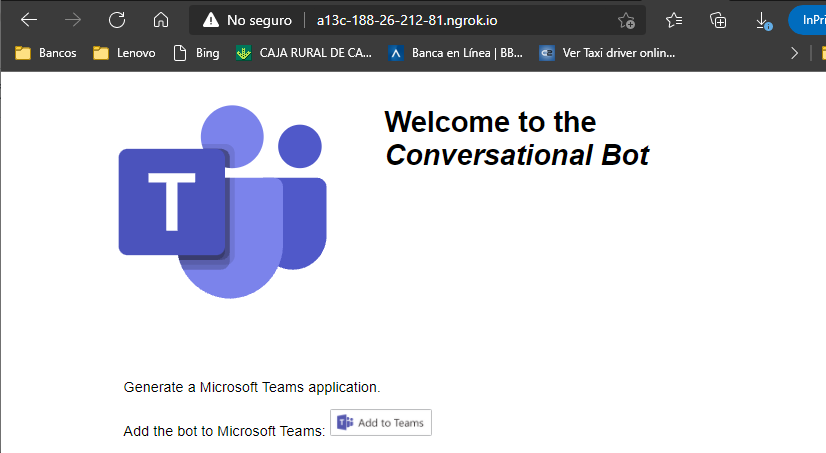 No seguro
a13c-188-26-212-81.ngrok.io
InPri
Bancos
Lenovo
Bing
CAJA RURAL DE CA...
Banca en Línea | BB...
Ver Taxi driver onlin...
T
Welcome to the
Conversational Bot
Generate a Microsoft Teams application.
Add the bot to Microsoft Teams: Add to Teams